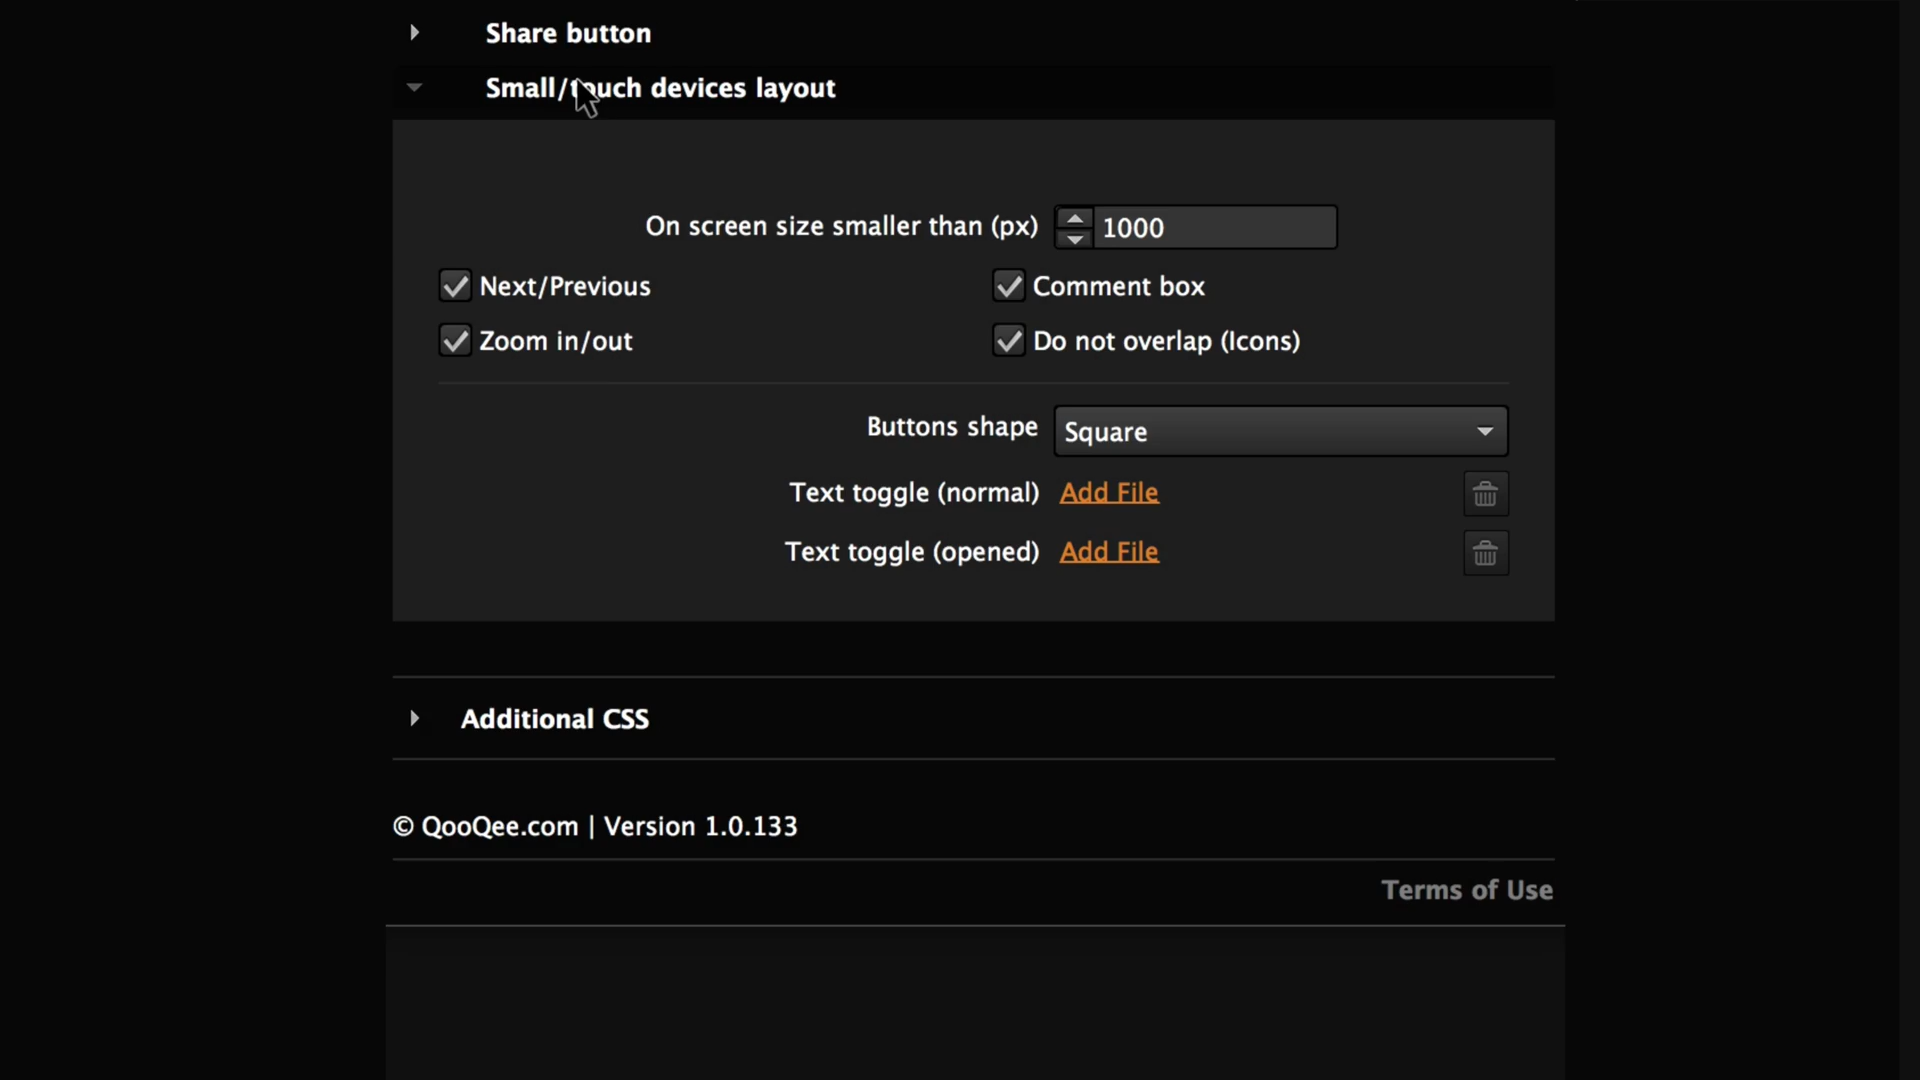 Share button
Small/touch devices layout
On screen size smaller than (px) 1000
Next/Previous Comment box
Zoom in/out Do not overlap (Icons)
Buttons shape Square
Text toggle (normal) Add File
Text toggle (opened) Add File
Additional CSS
© QooQee.com | Version 1.0.133
Terms of Use